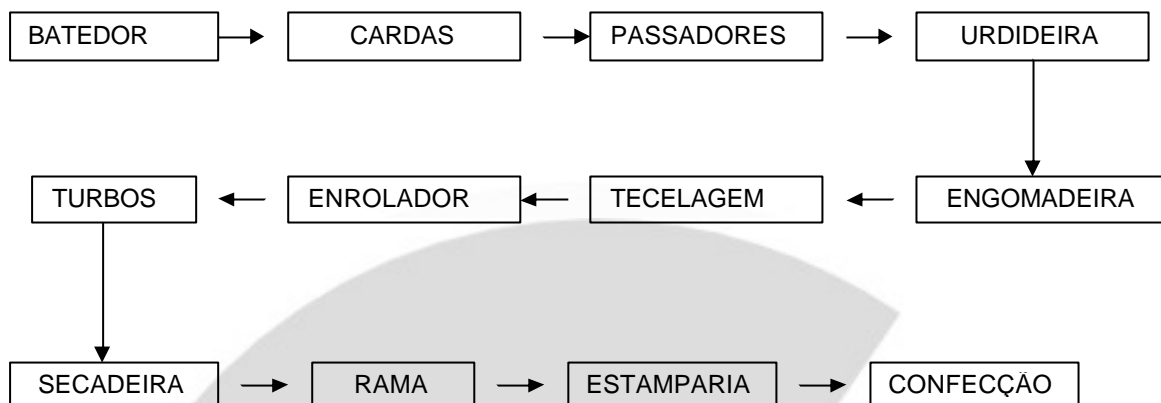 BATEDOR CARDAS PASSADORES URDIDEIRA
TURBOS ENROLADOR TECELAGEM ENGOMADEIRA
SECADEIRA RAMA ESTAMPARIA CONFECÇÃO